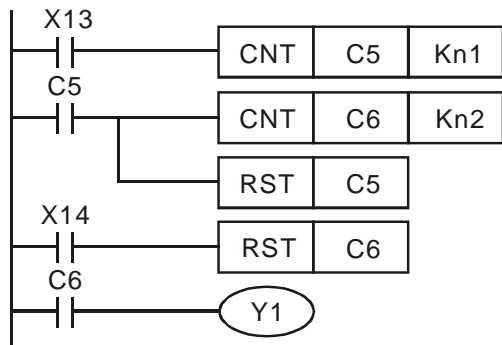 X13
CNT C5 Kn1
C5
CNT C6 Kn2
RST C5
X14
RST C6
C6
Y1